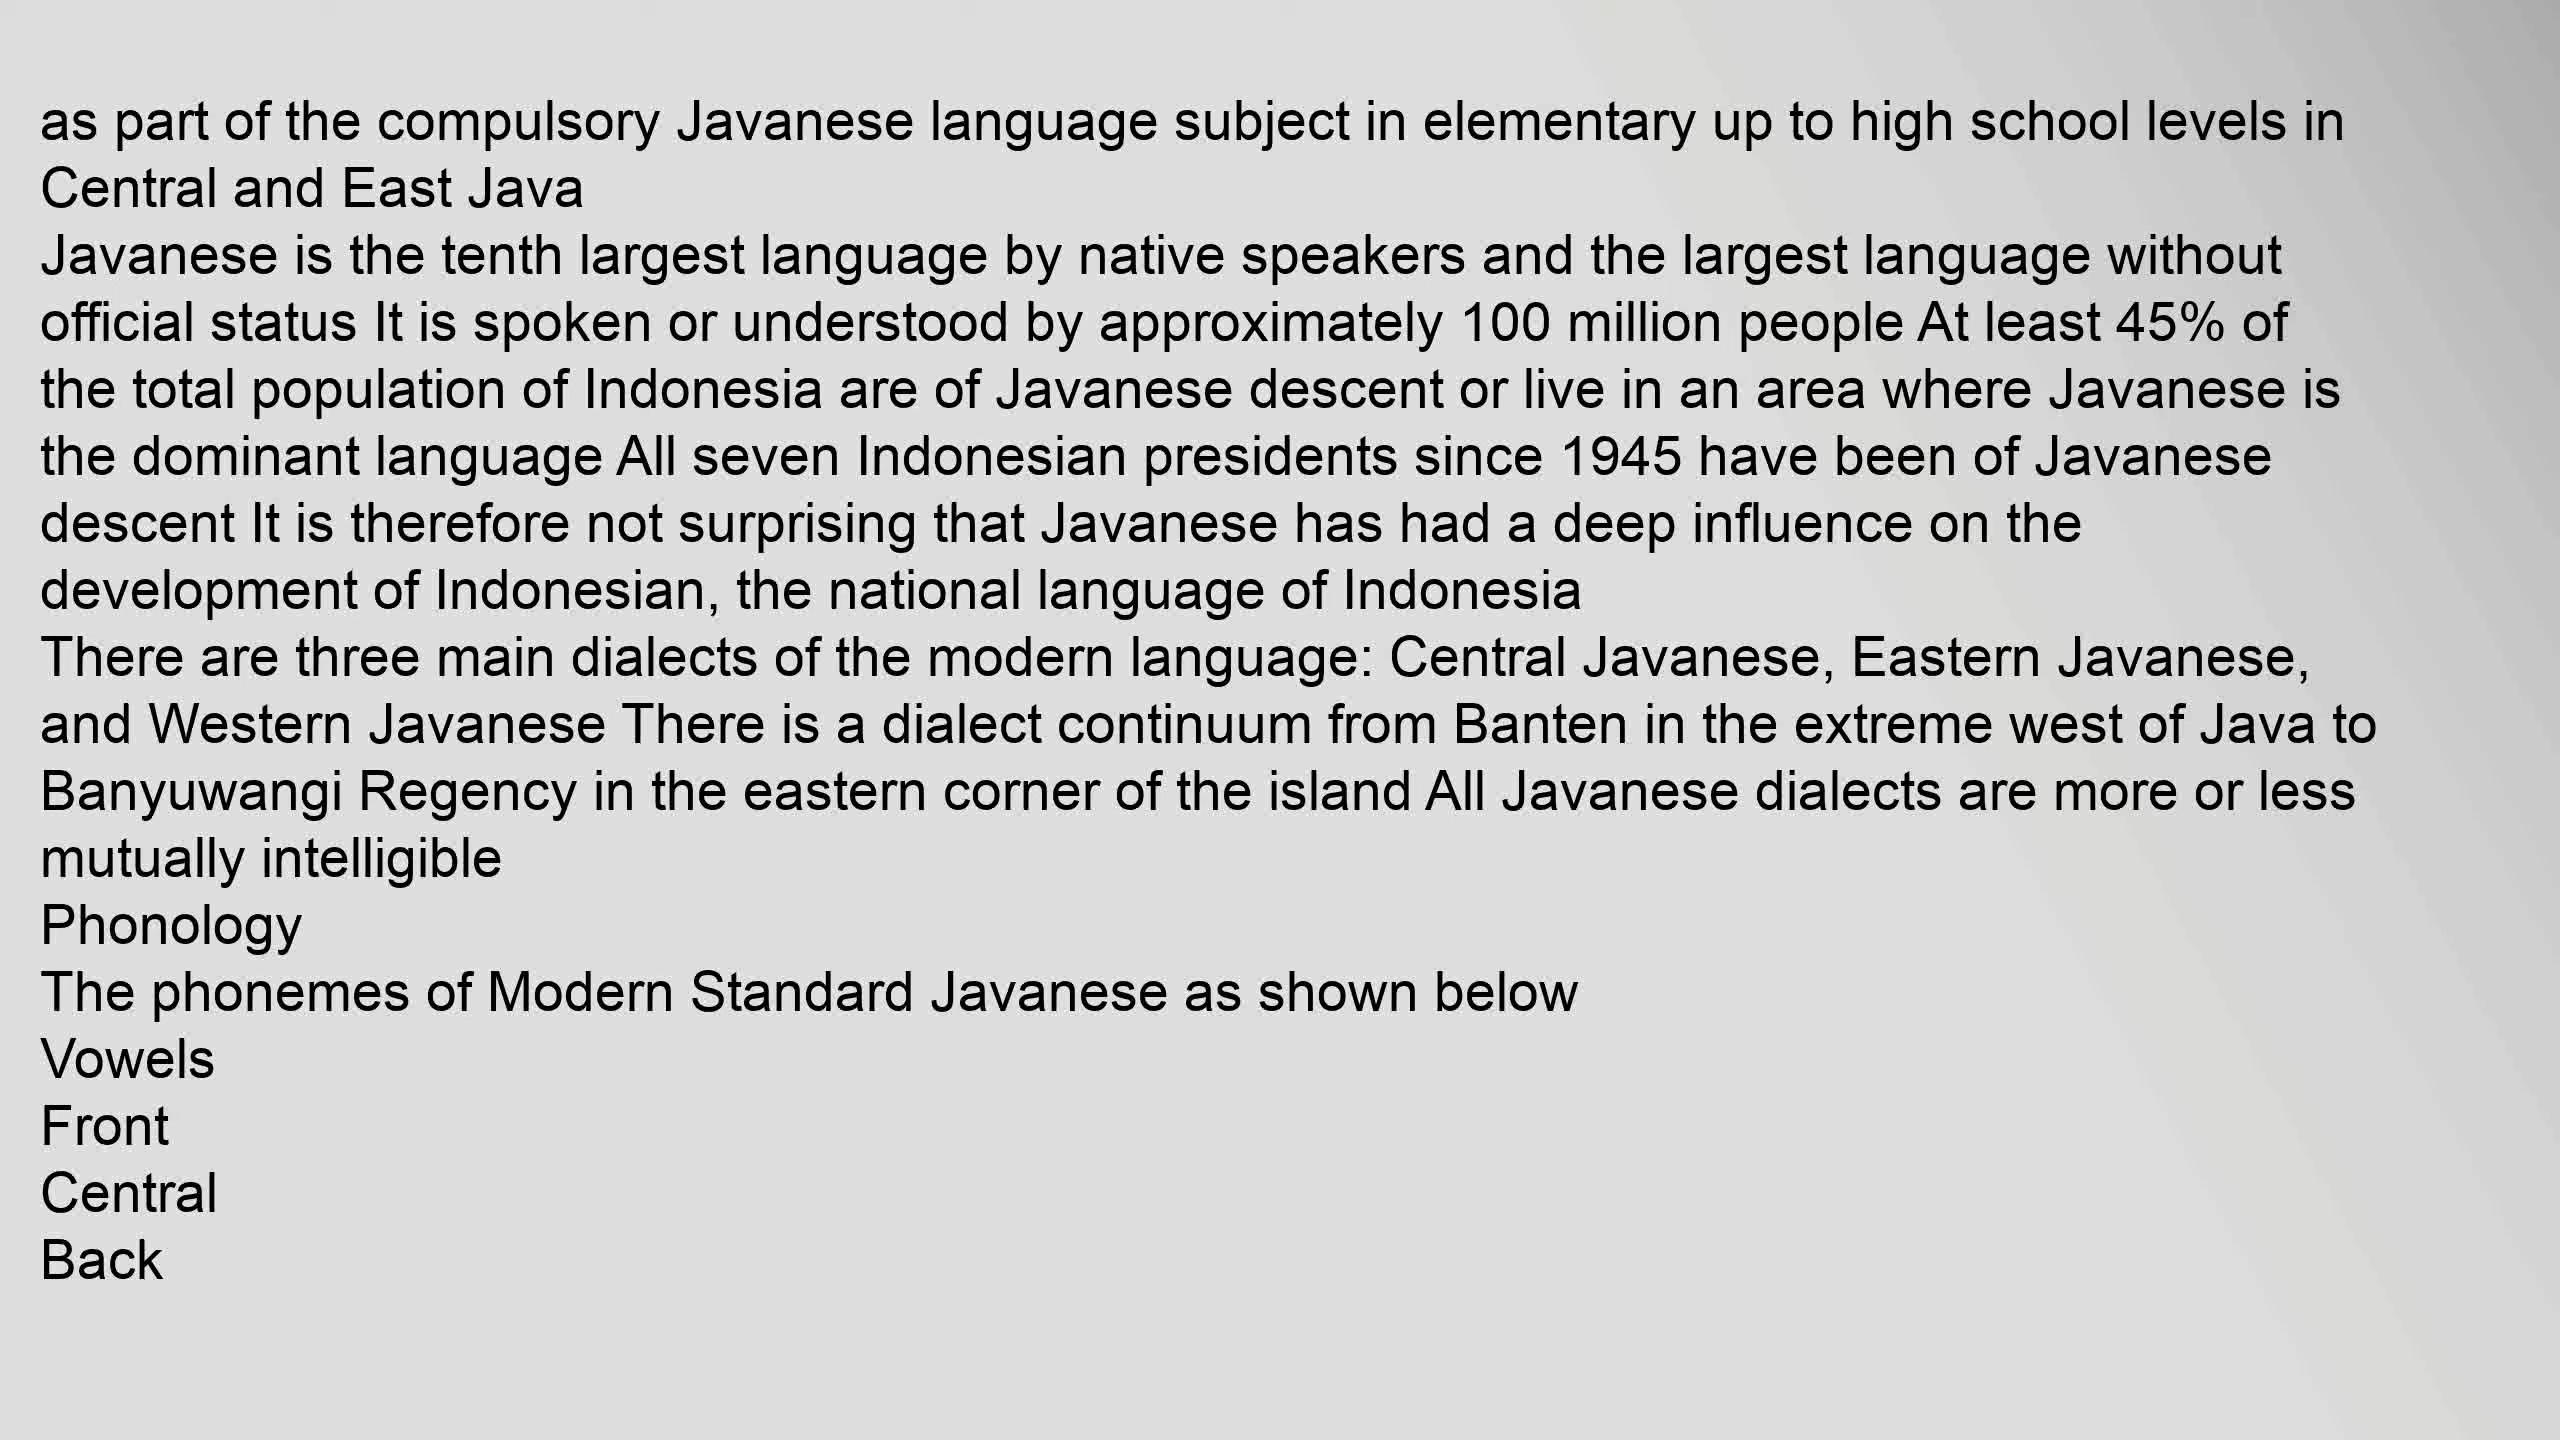 as part of the compulsory Javanese language subject in elementary up to high school levels in
Central and East Java
Javanese is the tenth largest language by native speakers and the largest language without
official status It is spoken or understood by approximately 100 million people At least 45% of
the total population of Indonesia are of Javanese descent or live in an area where Javanese is
the dominant language All seven Indonesian presidents since 1945 have been of Javanese
descent It is therefore not surprising that Javanese has had a deep influence on the
development of Indonesian, the national language of Indonesia
There are three main dialects of the modern language: Central Javanese, Eastern Javanese,
and Western Javanese There is a dialect continuum from Banten in the extreme west of Java to
Banyuwangi Regency in the eastern corner of the island All Javanese dialects are more or less
mutually intelligible
Phonology
The phonemes of Modern Standard Javanese as shown below
Vowels
Front
Central
Back